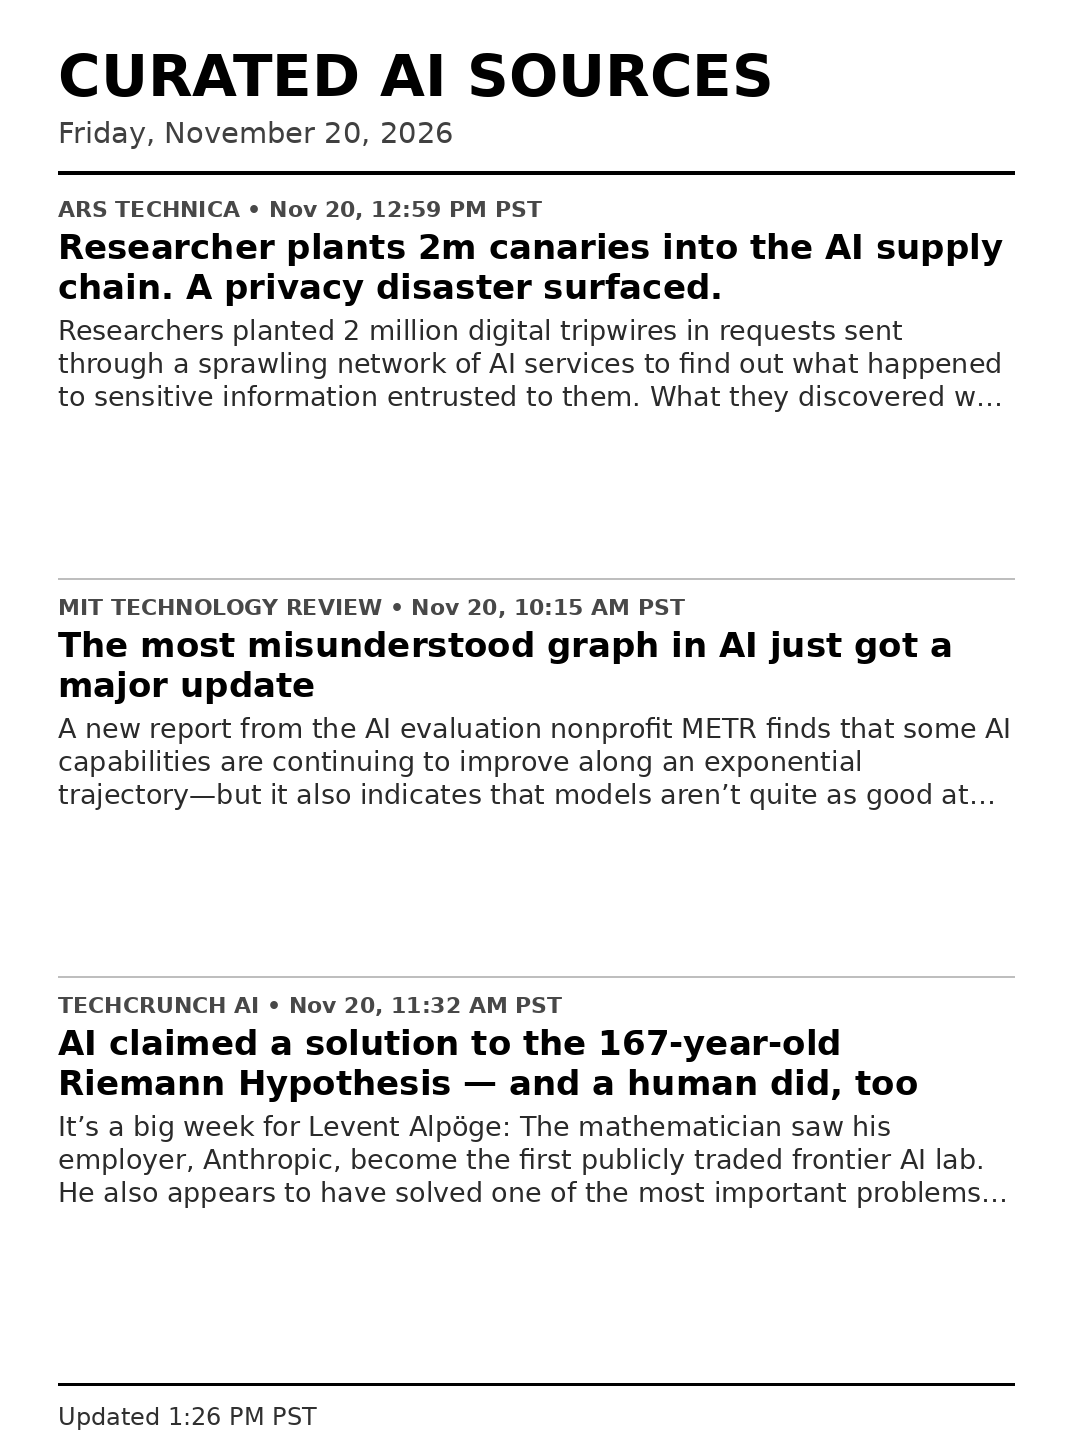 CURATED AI SOURCES
Friday, November 20, 2026
ARS TECHNICA • Nov 20, 12:59 PM PST
Researcher plants 2m canaries into the AI supply
chain. A privacy disaster surfaced.
Researchers planted 2 million digital tripwires in requests sent
through a sprawling network of AI services to find out what happened
to sensitive information entrusted to them. What they discovered w…
MIT TECHNOLOGY REVIEW • Nov 20, 10:15 AM PST
The most misunderstood graph in AI just got a
major update
A new report from the AI evaluation nonprofit METR finds that some AI
capabilities are continuing to improve along an exponential
trajectory—but it also indicates that models aren’t quite as good at…
TECHCRUNCH AI • Nov 20, 11:32 AM PST
AI claimed a solution to the 167-year-old
Riemann Hypothesis — and a human did, too
It’s a big week for Levent Alpöge: The mathematician saw his
employer, Anthropic, become the first publicly traded frontier AI lab.
He also appears to have solved one of the most important problems…
Updated 1:26 PM PST